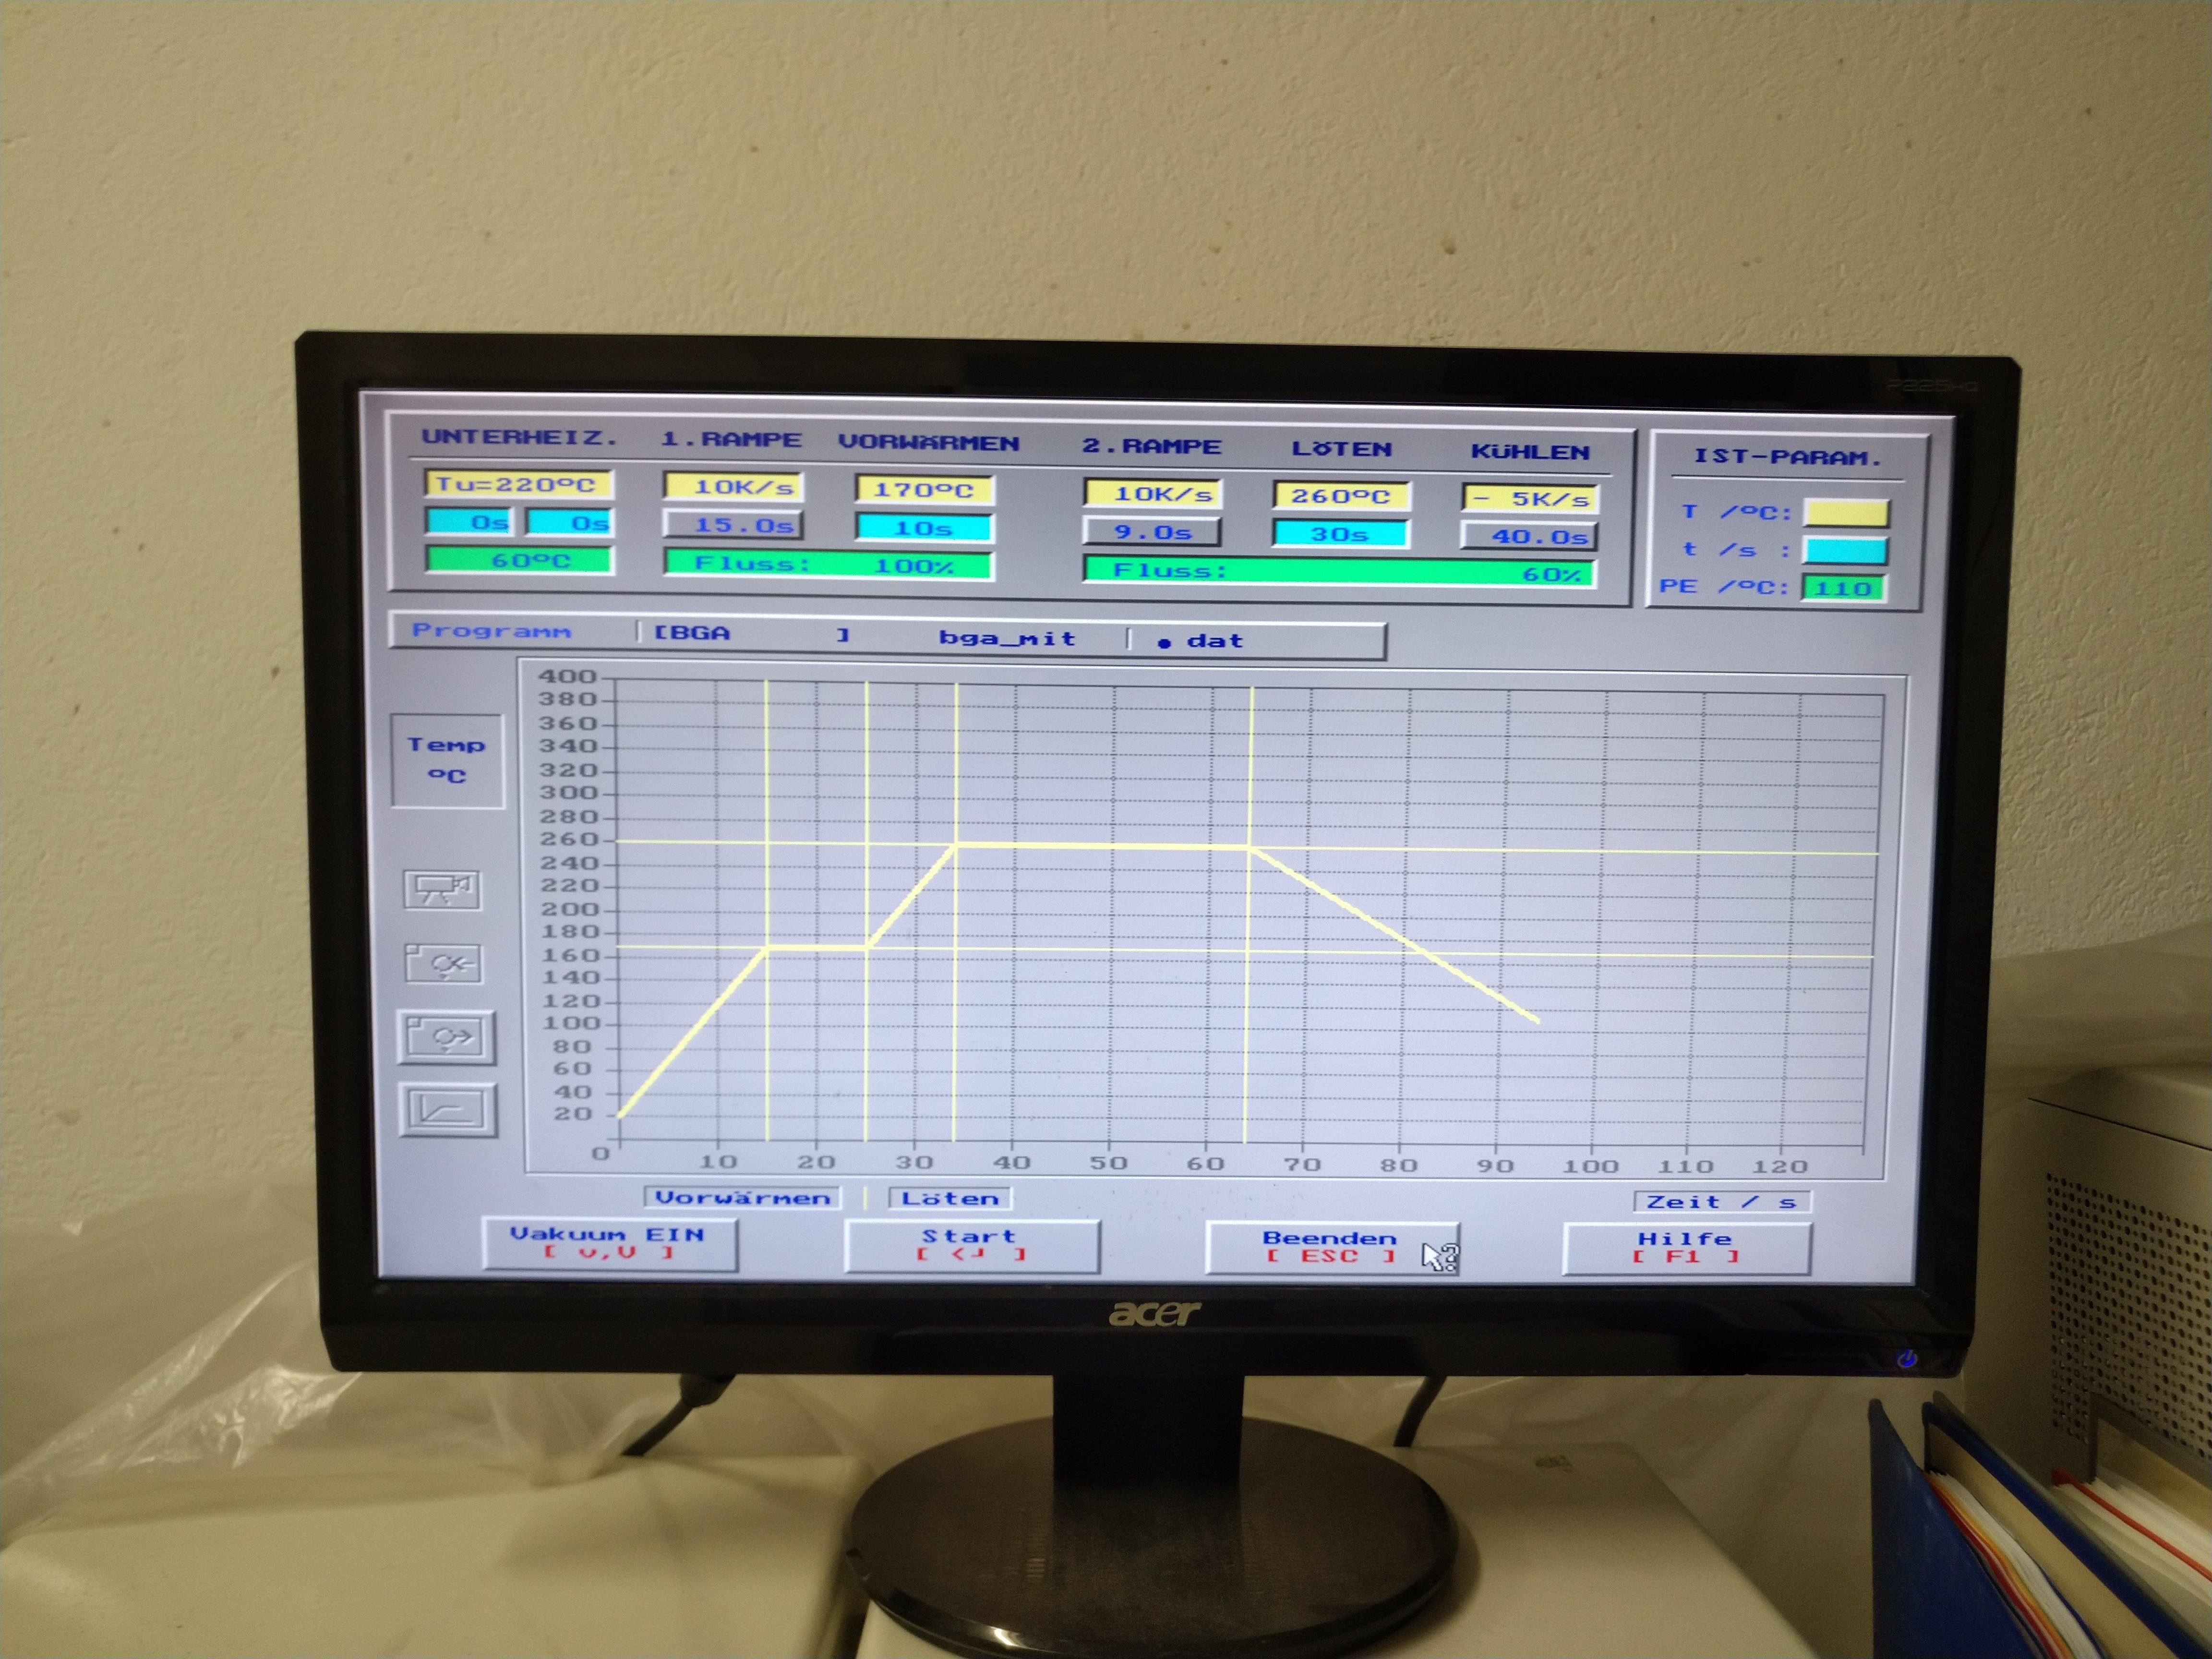 P225HQ
UNTERHEIZ. 1.RAMPE VORWäRMEN 2.RAMPE LöTEN KüHLEN IST-PARAM.
Tu=220°C 10K/s 170°C 10K/s 260°C - 5K/s T /°C:
0s 0s 15.0s 10s 9.0s 30s 40.0s t /s :
60°C Fluss: 100% Fluss: 60% PE /°C: 110
Programm [BGA ] bga_mit • dat
Temp
°C
400
380
360
340
320
300
280
260
240
220
200
180
160
140
120
100
80
60
40
20
0 10 20 30 40 50 60 70 80 90 100 110 120
Vorwärmen Löten Zeit / s
Vakuum EIN Start Beenden Hilfe
[ v,V ] [ <┘ ] [ ESC ] [ F1 ]
acer